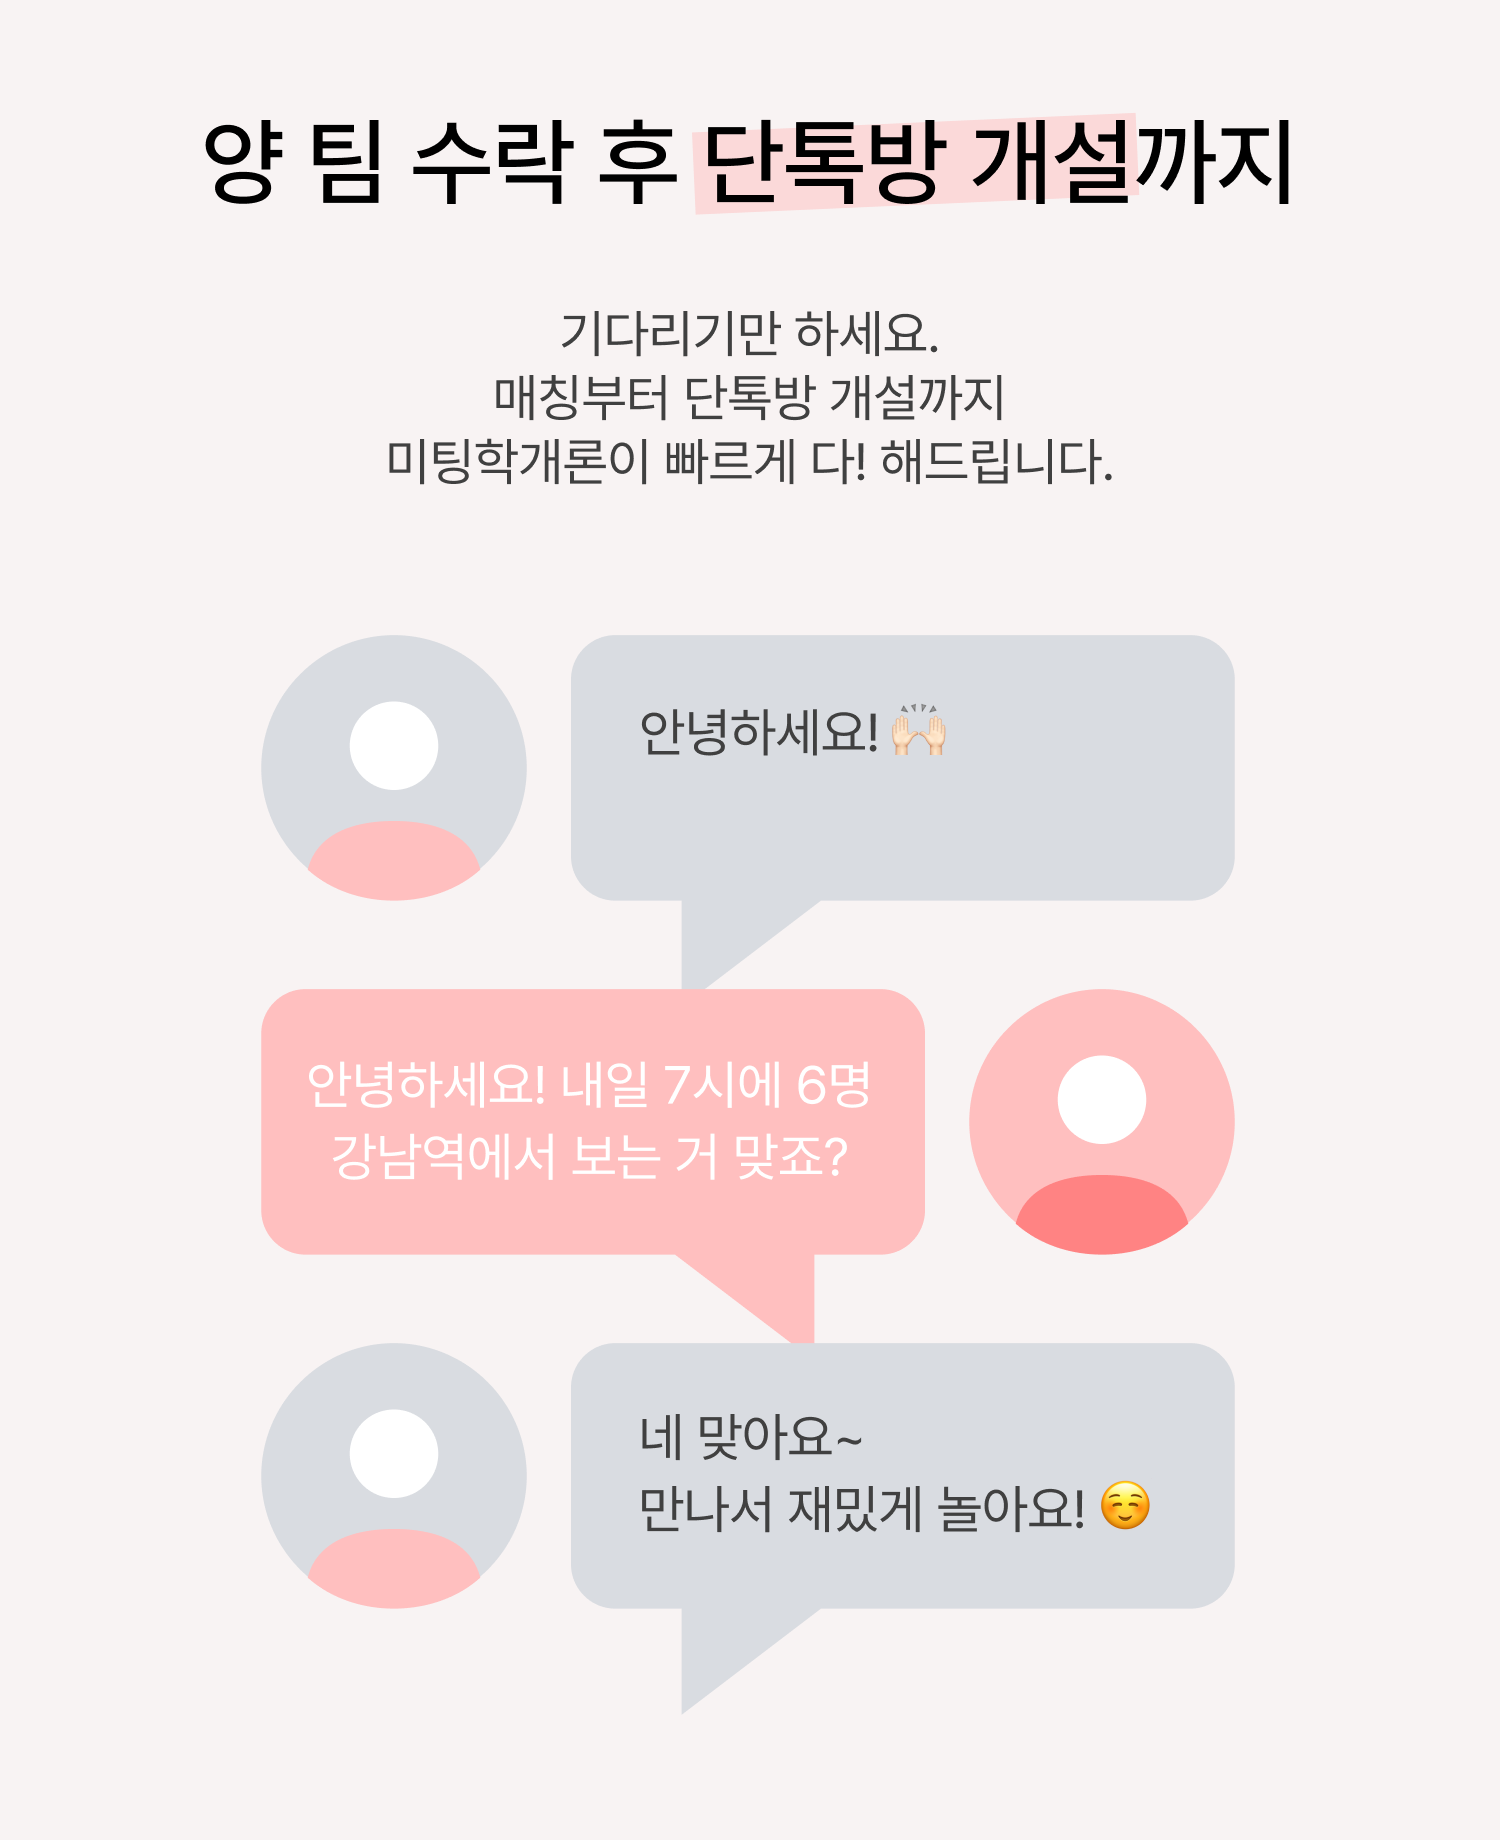 양 팀 수락 후 단톡방 개설까지
기다리기만 하세요.
매칭부터 단톡방 개설까지
미팅학개론이 빠르게 다! 해드립니다.
안녕하세요! 🙌🏻
안녕하세요! 내일 7시에 6명
강남역에서 보는 거 맞죠?
네 맞아요~
만나서 재밌게 놀아요! ☺️